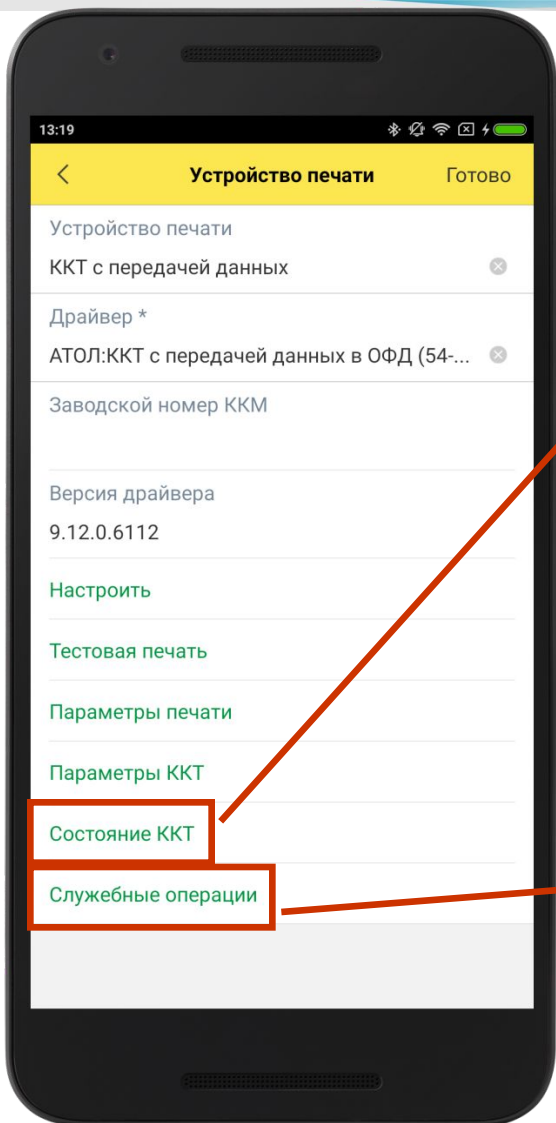 13:19
Устройство печати Готово
Устройство печати
ККТ с передачей данных
Драйвер *
АТОЛ:ККТ с передачей данных в ОФД (54-...
Заводской номер ККМ
Версия драйвера
9.12.0.6112
Настроить
Тестовая печать
Параметры печати
Параметры ККТ
Состояние ККТ
Служебные операции